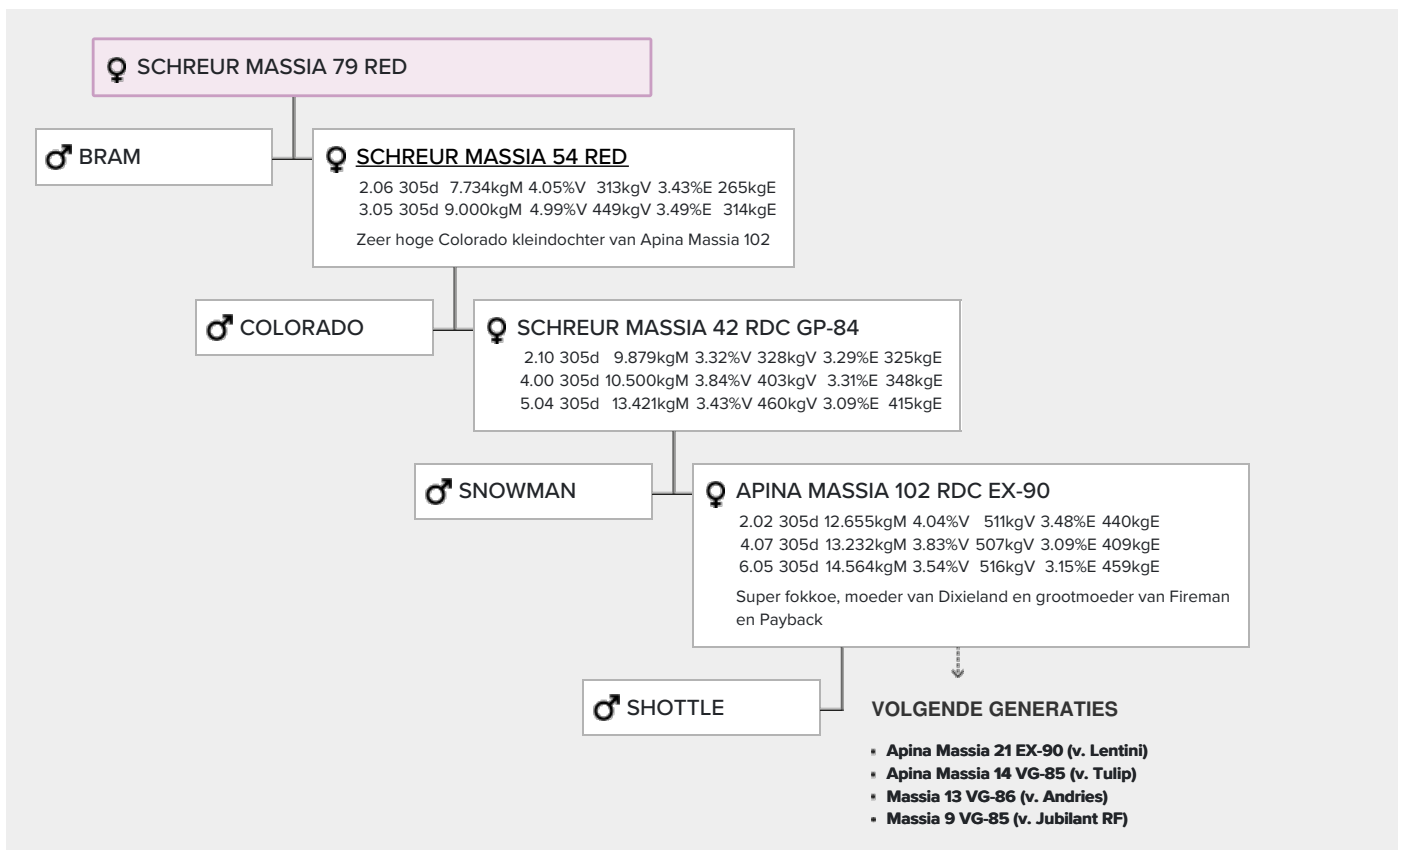 SCHREUR MASSIA 79 RED
BRAM
SCHREUR MASSIA 54 RED
2.06 305d 7.734kgM 4.05%V 313kgV 3.43%E 265kgE
3.05 305d 9.000kgM 4.99%V 449kgV 3.49%E 314kgE
Zeer hoge Colorado kleindochter van Apina Massia 102
COLORADO
SCHREUR MASSIA 42 RDC GP-84
2.10 305d 9.879kgM 3.32%V 328kgV 3.29%E 325kgE
4.00 305d 10.500kgM 3.84%V 403kgV 3.31%E 348kgE
5.04 305d 13.421kgM 3.43%V 460kgV 3.09%E 415kgE
SNOWMAN
APINA MASSIA 102 RDC EX-90
2.02 305d 12.655kgM 4.04%V 511kgV 3.48%E 440kgE
4.07 305d 13.232kgM 3.83%V 507kgV 3.09%E 409kgE
6.05 305d 14.564kgM 3.54%V 516kgV 3.15%E 459kgE
Super fokkoe, moeder van Dixieland en grootmoeder van Fireman
en Payback
SHOTTLE
VOLGENDE GENERATIES
Apina Massia 21 EX-90 (v. Lentini)
Apina Massia 14 VG-85 (v. Tulip)
Massia 13 VG-86 (v. Andries)
Massia 9 VG-85 (v. Jubilant RF)